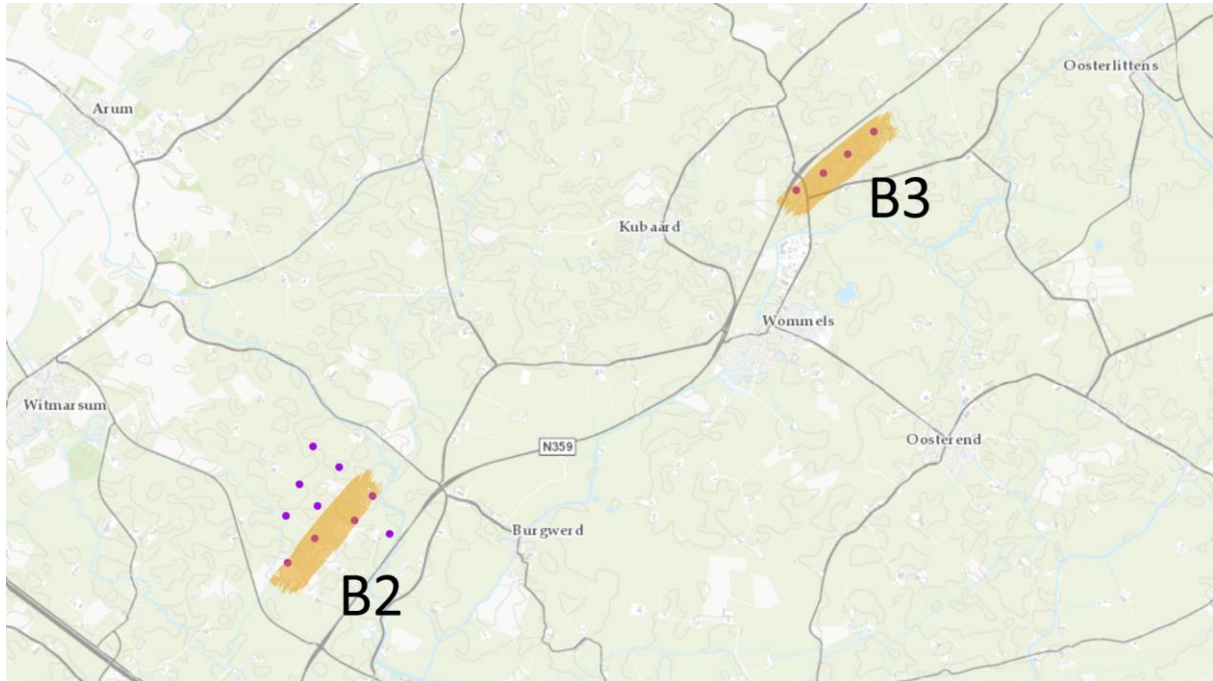 Oosterlittens
Arum
B3
Kubaard
Wommels
Witmarsum
Oosterend
N359
Burgwerd
B2